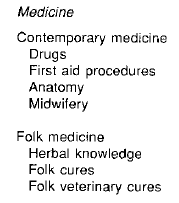 Medicine
Contemporary medicine
Drugs
First aid procedures
Anatomy
Midwifery
Folk medicine
Herbal knowledge
Folk cures
Folk veterinary cures